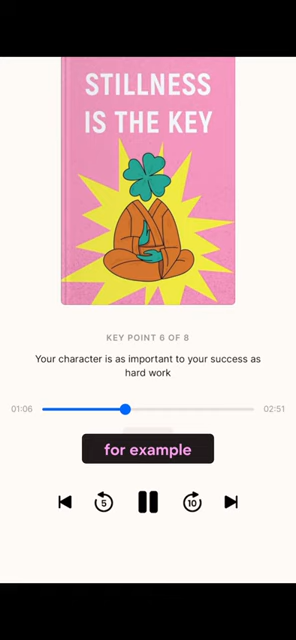 STILLNESS
IS THE KEY
KEY POINT 6 OF 8
Your character is as important to your success as
hard work
01:06
02:51
for example
5
10